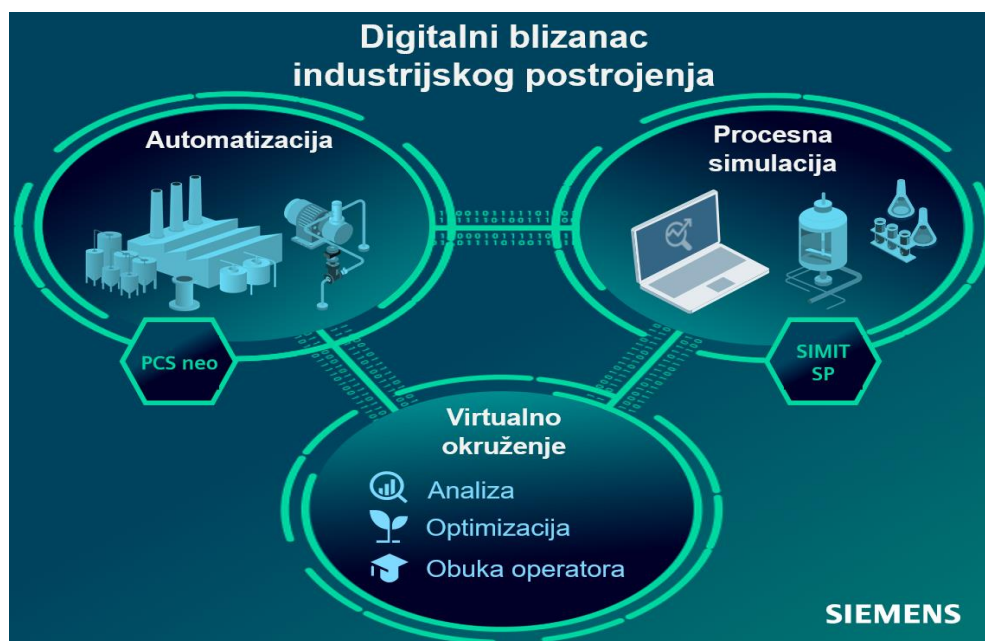 Digitalni blizanac
industrijskog postrojenja
Automatizacija
Procesna
simulacija
PCS neo
SIMIT
SP
Virtualno
okruženje
Analiza
Optimizacija
Obuka operatora
SIEMENS